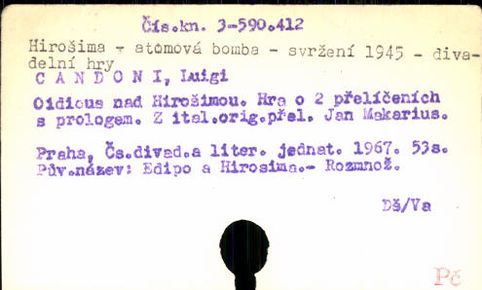 Čís.kn. 3-590.412
Hirošima - atomová bomba - svržení 1945 - diva-
delní hry
C A N D O N I, Luigi
Oidipus nad Hirošimou. Hra o 2 přelíčeních
s prologem. Z ital.orig.přel. Jan Makarius.
Praha, Čs.divad.a liter. jednat. 1967. 53s.
Pův.název: Edipo a Hirosima.- Rozmnož.
Dš/Va
Pč